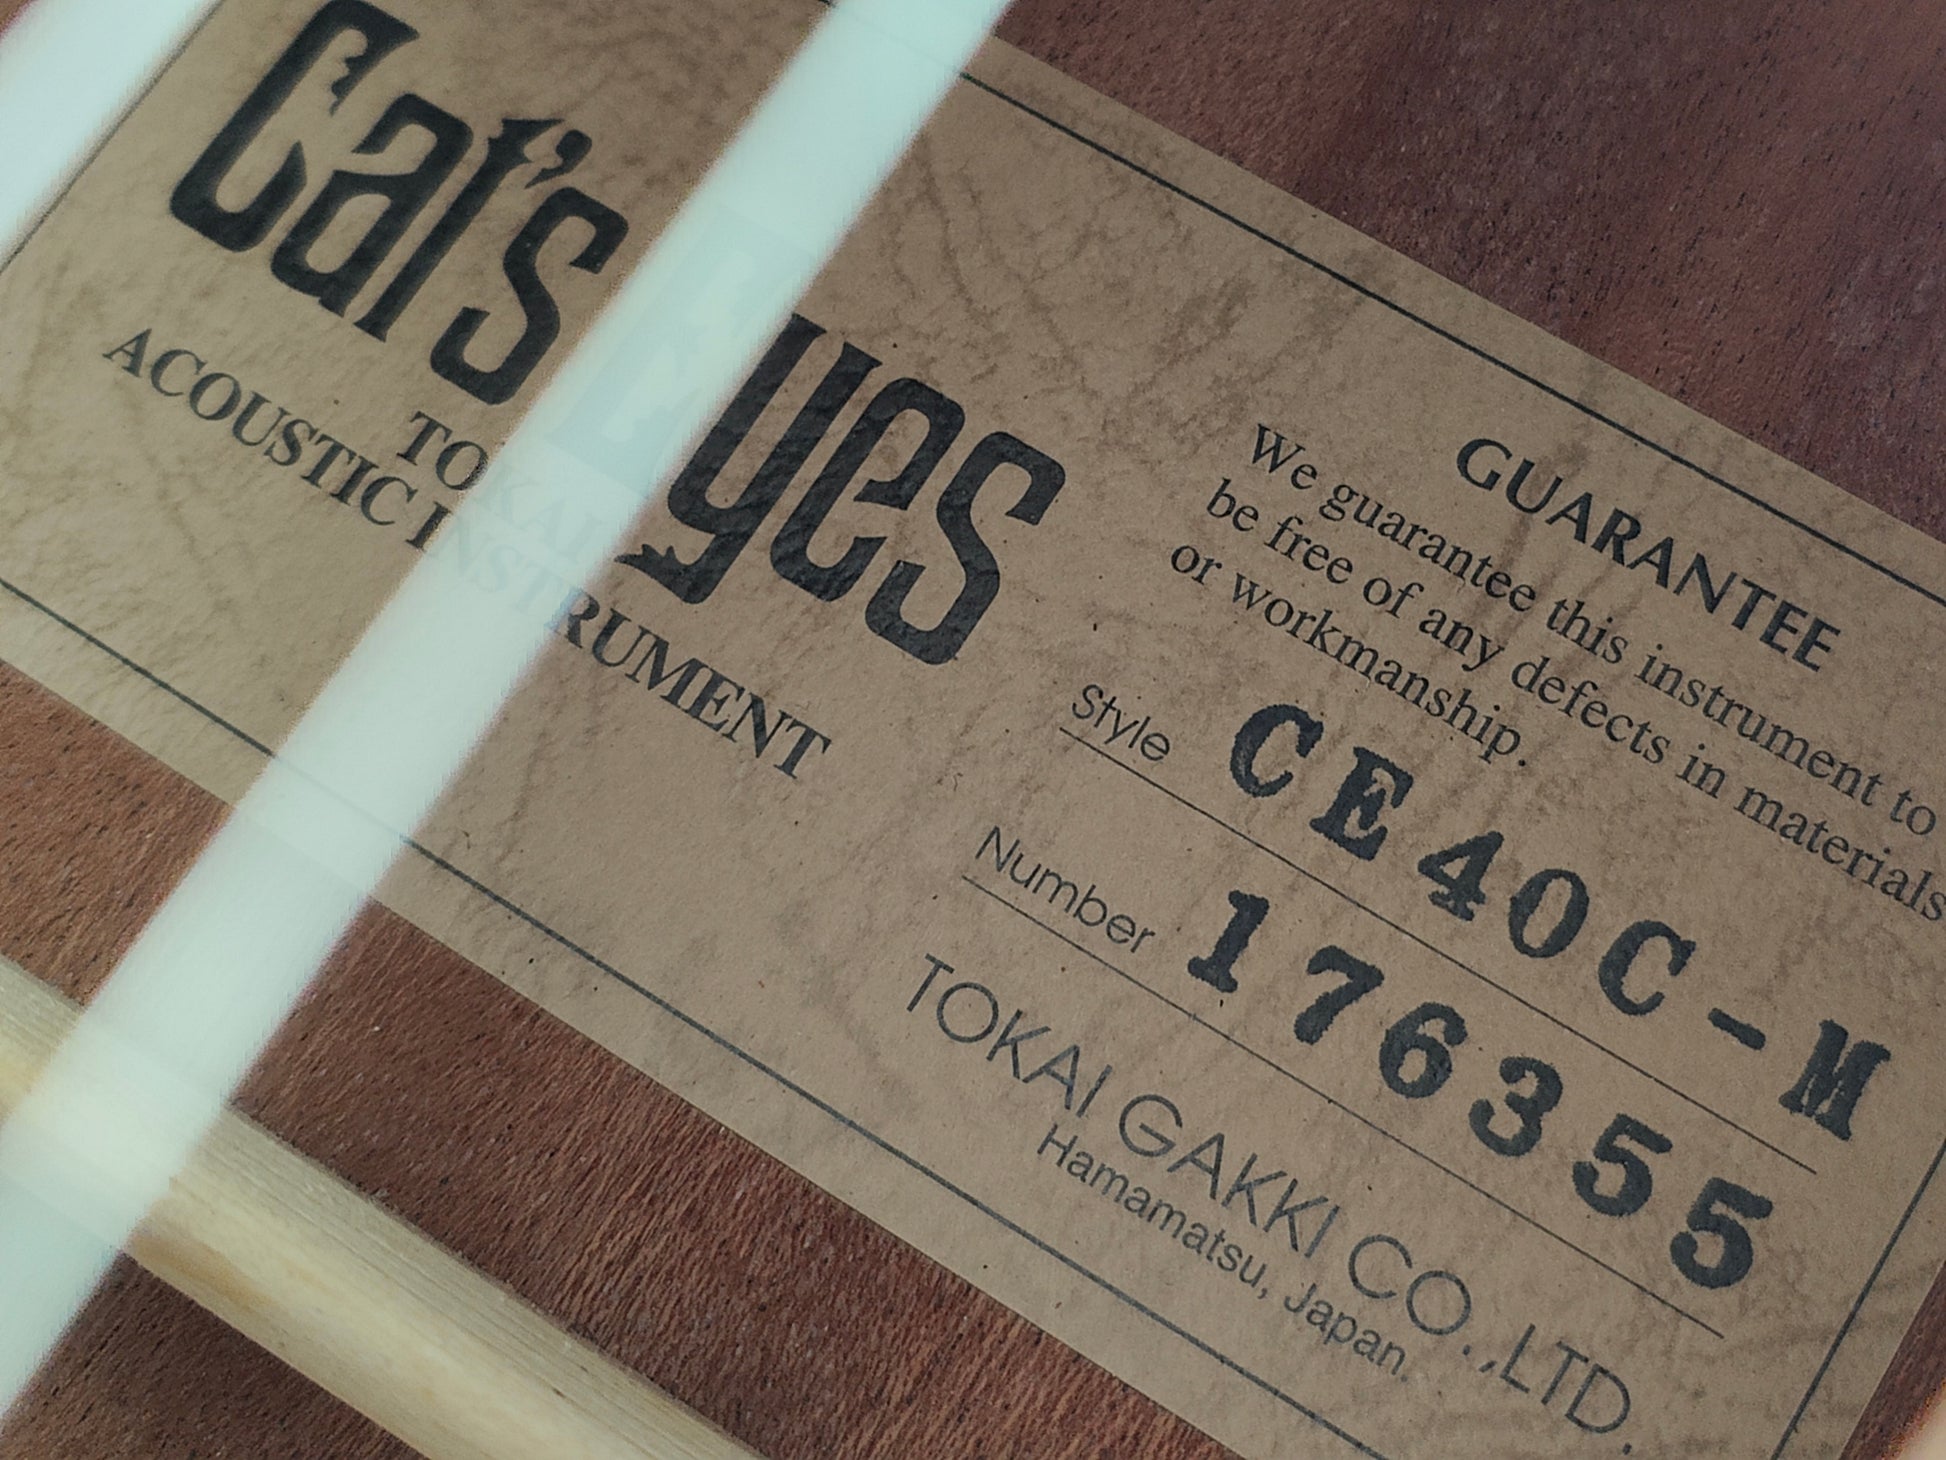 Cat's Eyes
TOKAI
ACOUSTIC INSTRUMENT
GUARANTEE
We guarantee this instrument to
be free of any defects in materials
or workmanship.
Style CE40C-M
Number 176355
TOKAI GAKKI CO.,LTD.
Hamamatsu, Japan.